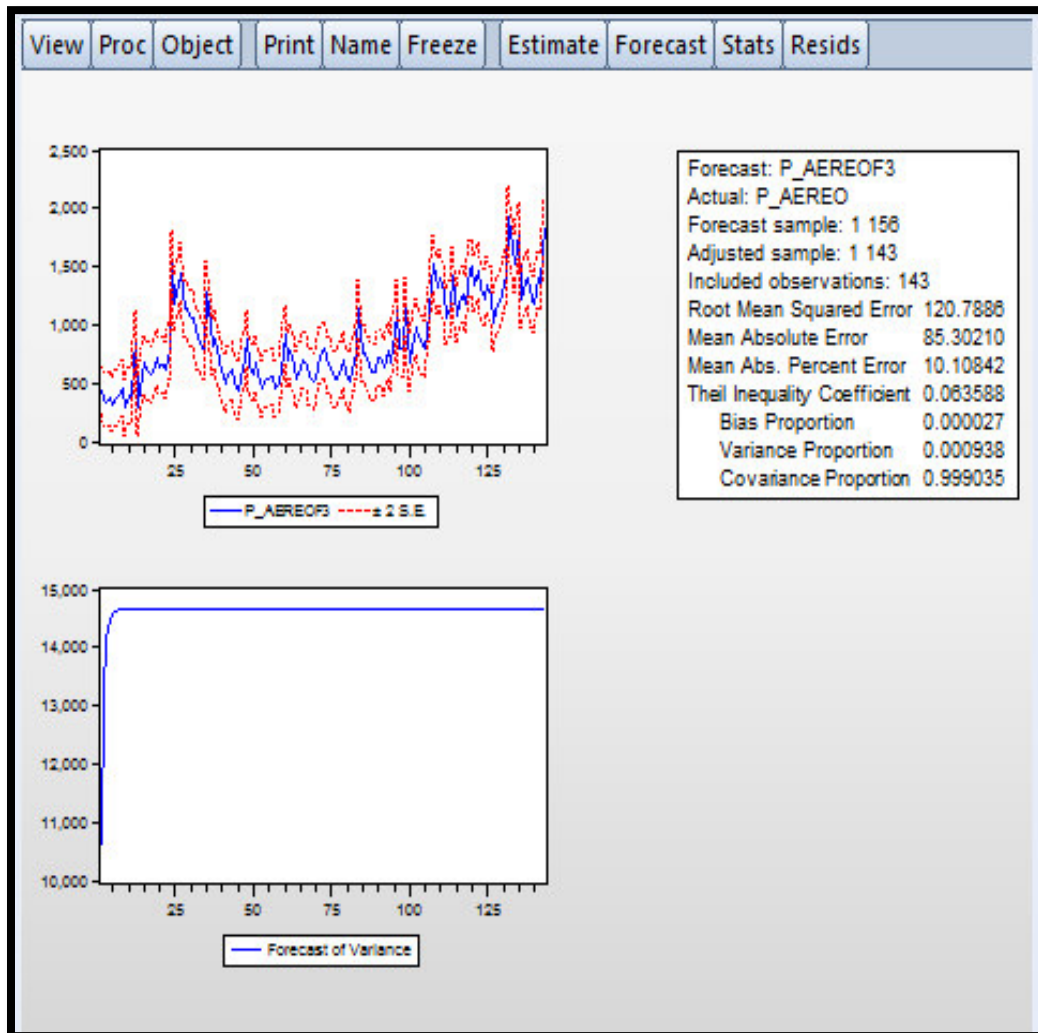 View Proc Object Print Name Freeze Estimate Forecast Stats Resids
2,500
2,000
1,500
1,000
500
0
25 50 75 100 125
P_AEREOF3 ± 2 S.E.
Forecast: P_AEREOF3
Actual: P_AEREO
Forecast sample: 1 156
Adjusted sample: 1 143
Included observations: 143
Root Mean Squared Error 120.7886
Mean Absolute Error 85.30210
Mean Abs. Percent Error 10.10842
Theil Inequality Coefficient 0.063588
Bias Proportion 0.000027
Variance Proportion 0.000938
Covariance Proportion 0.999035
15,000
14,000
13,000
12,000
11,000
10,000
25 50 75 100 125
Forecast of Variance